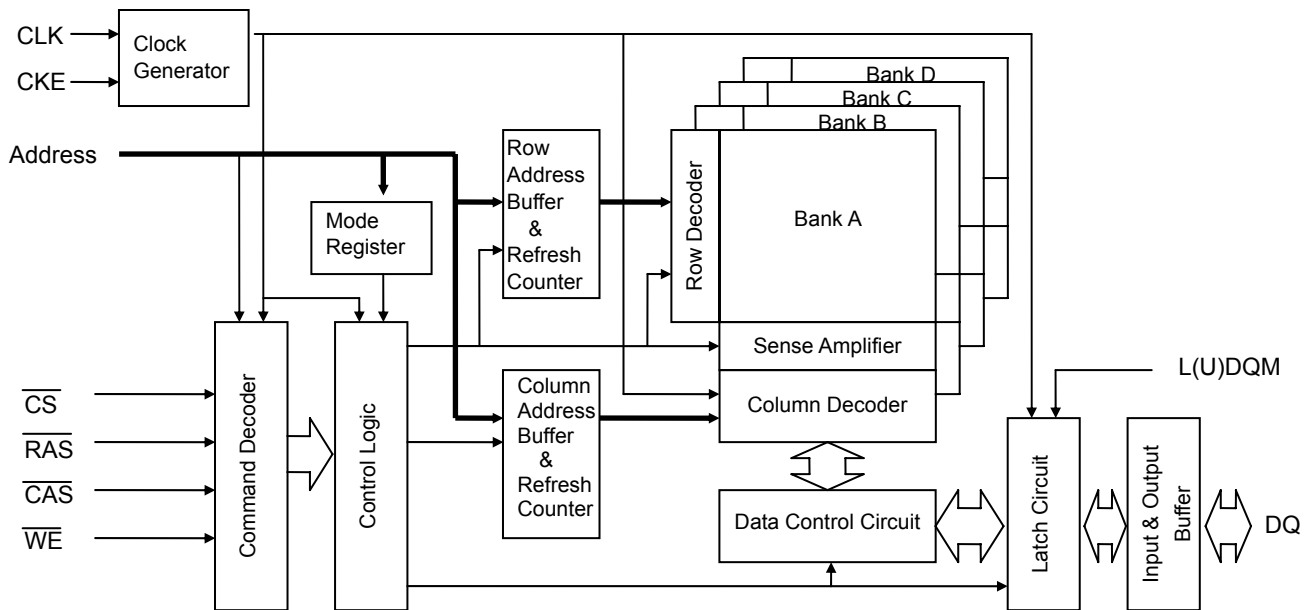 CLK
CKE
Clock
Generator
Address
Mode
Register
Row
Address
Buffer
&
Refresh
Counter
Bank D
Bank C
Bank B
Row Decoder
Bank A
Sense Amplifier
Column Decoder
CS
RAS
CAS
WE
Command Decoder
Control Logic
Column
Address
Buffer
&
Refresh
Counter
Data Control Circuit
L(U)DQM
Latch Circuit
Input & Output
Buffer
DQ